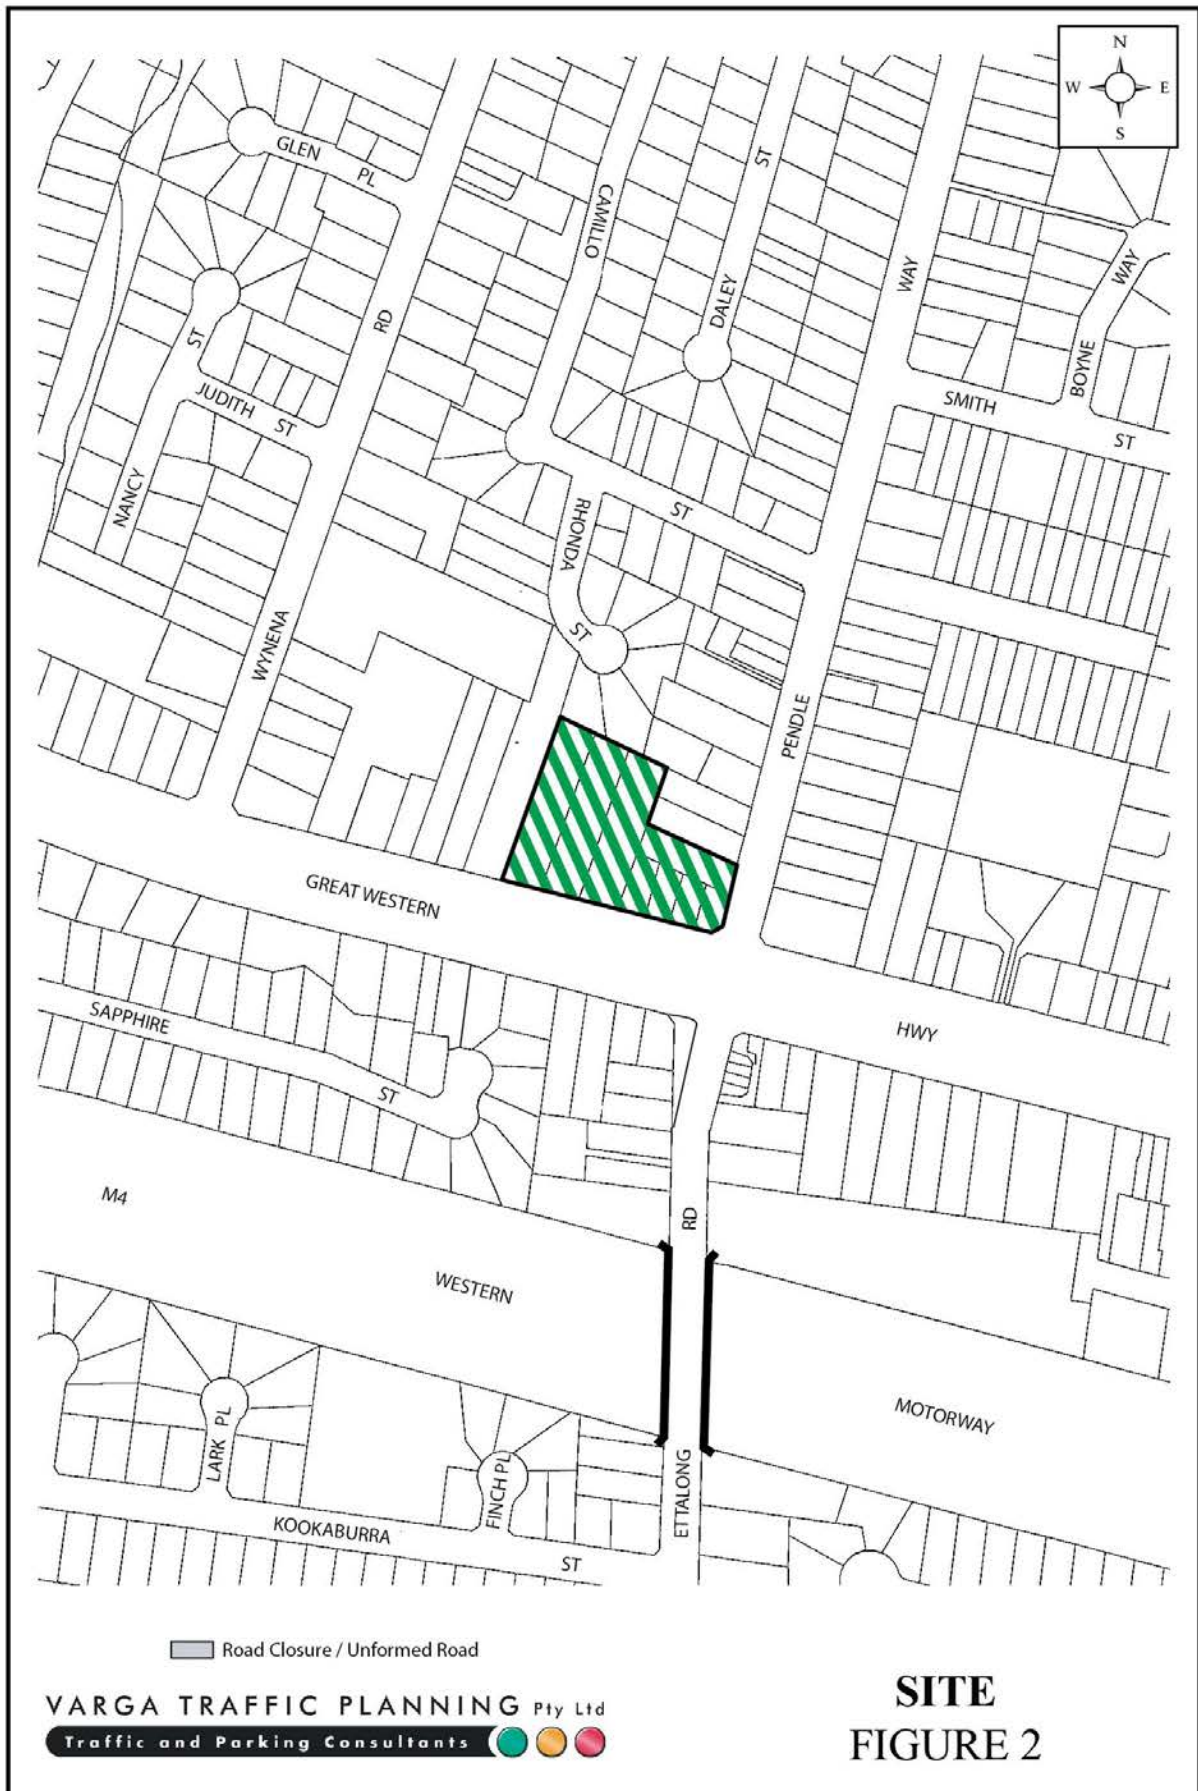 N
W E
S
GLEN
PL
CAMILLO
ST
DALEY
ST
WAY
WAY
BOYNE
RD
ST
JUDITH ST
NANCY
SMITH
ST
RHONDA
ST
ST
WYNENA
PENDLE
GREAT WESTERN
HWY
SAPPHIRE
ST
M4
RD
WESTERN
MOTORWAY
LARK PL
FINCH PL
ETTALONG
KOOKABURRA
ST
Road Closure / Unformed Road
VARGA TRAFFIC PLANNING Pty Ltd
Traffic and Parking Consultants
SITE
FIGURE 2